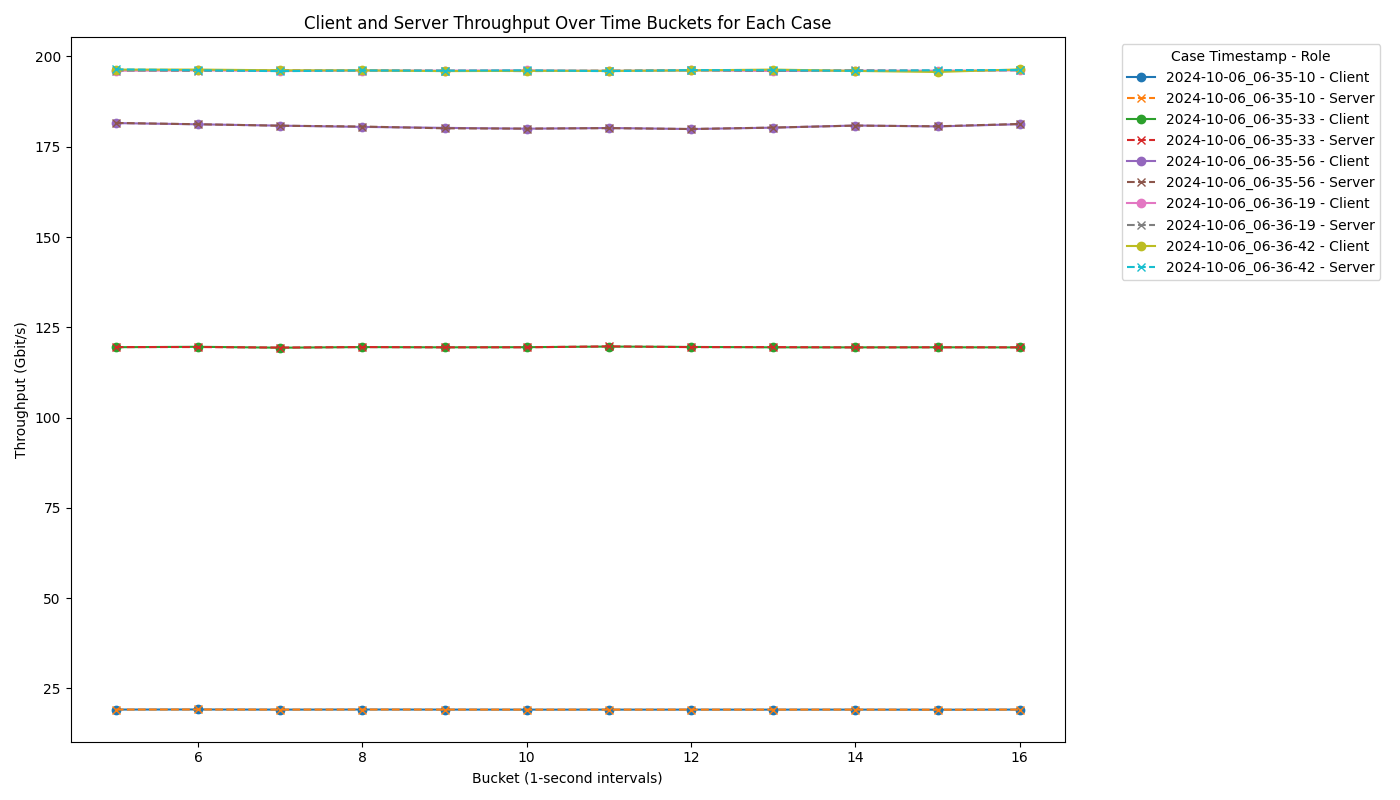 Client and Server Throughput Over Time Buckets for Each Case
Throughput (Gbit/s)
200
175
150
125
100
75
50
25
6
8
10
12
14
16
Bucket (1-second intervals)
Case Timestamp - Role
2024-10-06_06-35-10 - Client
2024-10-06_06-35-10 - Server
2024-10-06_06-35-33 - Client
2024-10-06_06-35-33 - Server
2024-10-06_06-35-56 - Client
2024-10-06_06-35-56 - Server
2024-10-06_06-36-19 - Client
2024-10-06_06-36-19 - Server
2024-10-06_06-36-42 - Client
2024-10-06_06-36-42 - Server